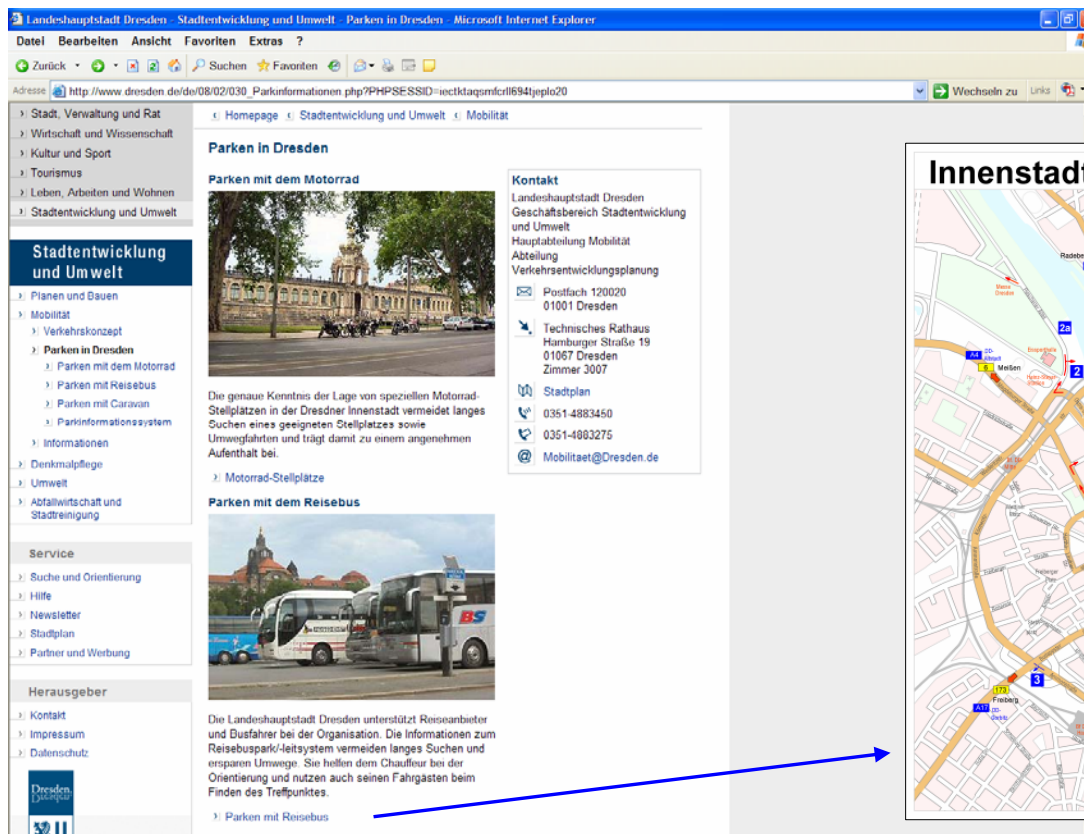 Landeshauptstadt Dresden - Stadtentwicklung und Umwelt - Parken in Dresden - Microsoft Internet Explorer
Datei Bearbeiten Ansicht Favoriten Extras ?
Zurück Suchen Favoriten
Adresse http://www.dresden.de/de/08/02/030_Parkinformationen.php?PHPSESSID=iectktaqsmfcrll694tjeplo20 Wechseln zu Links
Stadt, Verwaltung und Rat
Wirtschaft und Wissenschaft
Kultur und Sport
Tourismus
Leben, Arbeiten und Wohnen
Stadtentwicklung und Umwelt
Stadtentwicklung
und Umwelt
Planen und Bauen
Mobilität
Verkehrskonzept
Parken in Dresden
Parken mit dem Motorrad
Parken mit Reisebus
Parken mit Caravan
Parkinformationssystem
Informationen
Denkmalpflege
Umwelt
Abfallwirtschaft und
Stadtreinigung
Service
Suche und Orientierung
Hilfe
Newsletter
Stadtplan
Partner und Werbung
Herausgeber
Kontakt
Impressum
Datenschutz
Dresden.
Homepage Stadtentwicklung und Umwelt Mobilität
Parken in Dresden
Parken mit dem Motorrad
Die genaue Kenntnis der Lage von speziellen Motorrad-
Stellplätzen in der Dresdner Innenstadt vermeidet langes
Suchen eines geeigneten Stellplatzes sowie
Umwegfahrten und trägt damit zu einem angenehmen
Aufenthalt bei.
Motorrad-Stellplätze
Parken mit dem Reisebus
BS
Die Landeshauptstadt Dresden unterstützt Reiseanbieter
und Busfahrer bei der Organisation. Die Informationen zum
Reisebuspark/-leitsystem vermeiden langes Suchen und
ersparen Umwege. Sie helfen dem Chauffeur bei der
Orientierung und nutzen auch seinen Fahrgästen beim
Finden des Treffpunktes.
Parken mit Reisebus
Kontakt
Landeshauptstadt Dresden
Geschäftsbereich Stadtentwicklung
und Umwelt
Hauptabteilung Mobilität
Abteilung
Verkehrsentwicklungsplanung
Postfach 120020
01001 Dresden
Technisches Rathaus
Hamburger Straße 19
01067 Dresden
Zimmer 3007
Stadtplan
0351-4883450
0351-4883275
Mobilitaet@Dresden.de
Innenstadt
Messe
Dresden
2a
A4
6 Meißen
2
3
173
Freiberg
A17